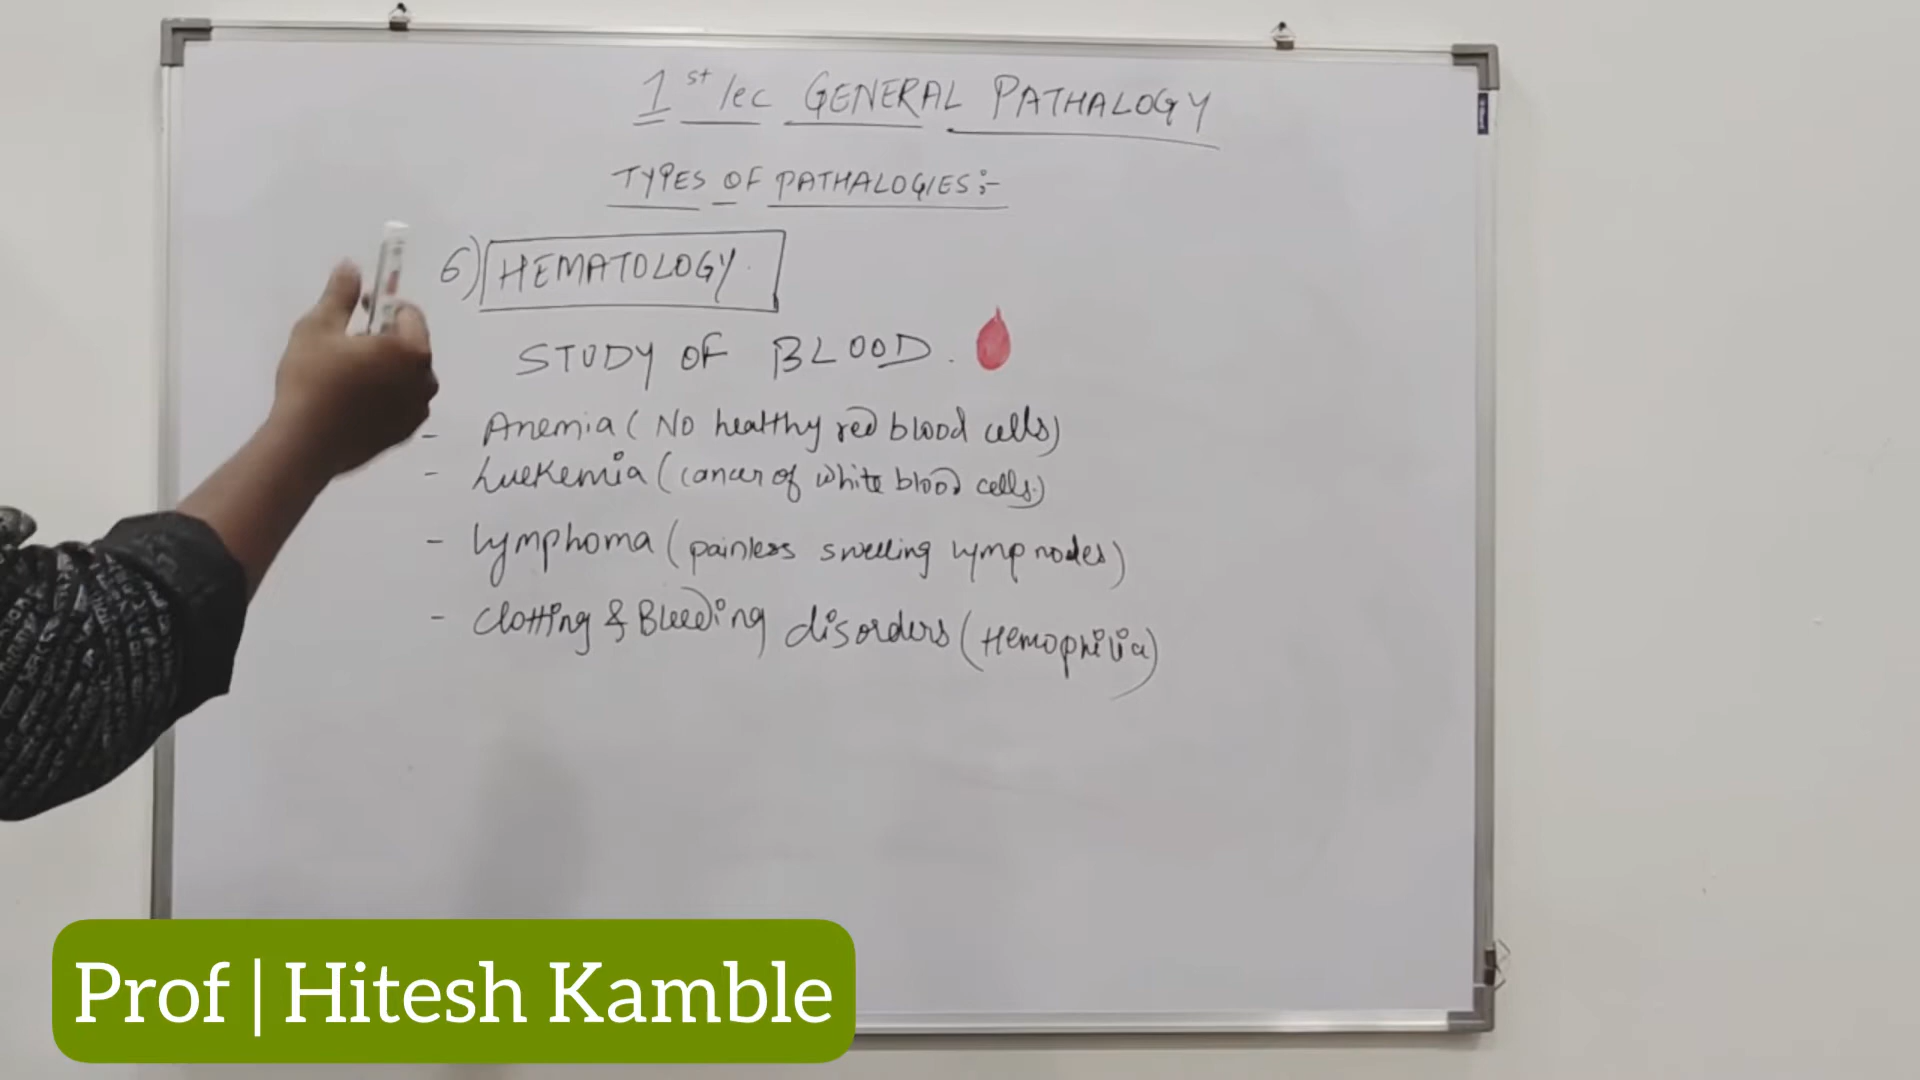 1st lec GENERAL PATHALOGY
TYPES OF PATHALOGIES:-
6) HEMATOLOGY.
STUDY OF BLOOD.
- Anemia (No healthy red blood cells)
- Luekemia (cancer of white blood cells.)
- Lymphoma (painless swelling lymp nodes)
- Clotting & Bleeding disorders (Hemophilia)
Prof | Hitesh Kamble